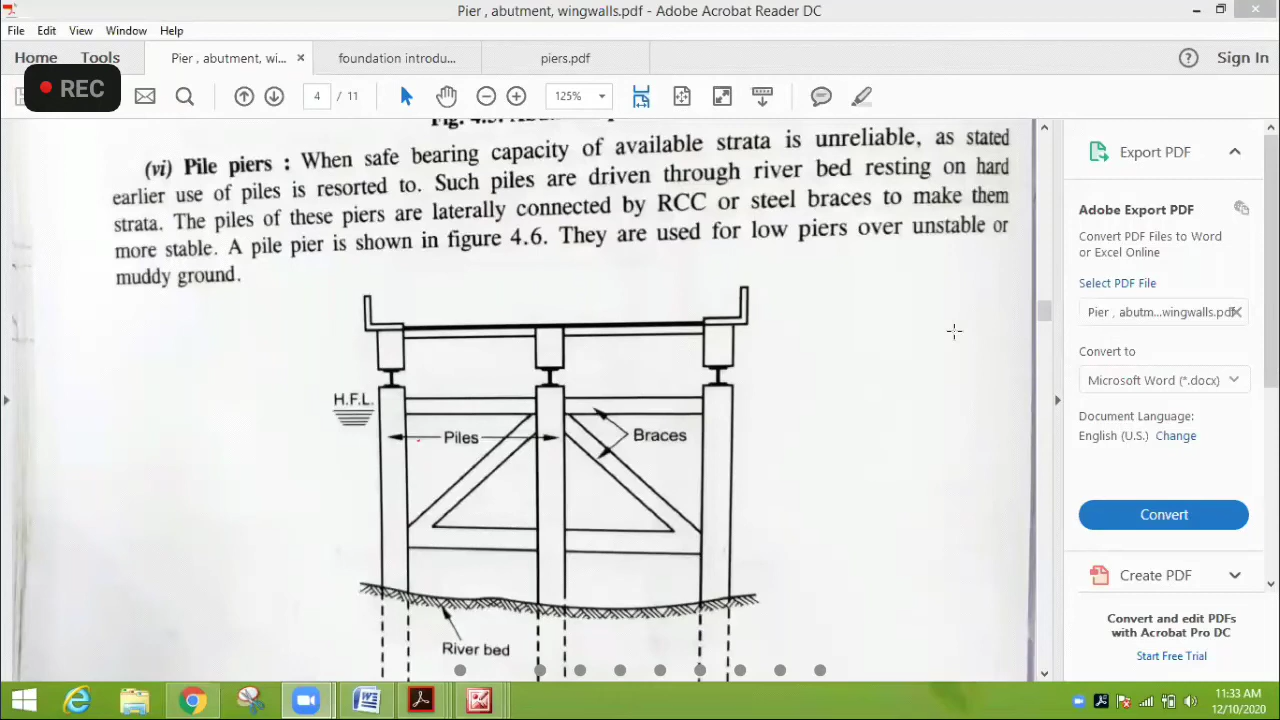 Pier , abutment, wingwalls.pdf - Adobe Acrobat Reader DC
File Edit View Window Help
Home Tools Pier , abutment, wi... × foundation introdu... piers.pdf Sign In
REC
4 / 11 125%
(vi) Pile piers : When safe bearing capacity of available strata is unreliable, as stated
earlier use of piles is resorted to. Such piles are driven through river bed resting on hard
strata. The piles of these piers are laterally connected by RCC or steel braces to make them
more stable. A pile pier is shown in figure 4.6. They are used for low piers over unstable or
muddy ground.
H.F.L.
Piles
Braces
River bed
Export PDF
Adobe Export PDF
Convert PDF Files to Word
or Excel Online
Select PDF File
Pier , abutm...wingwalls.pdf
Convert to
Microsoft Word (*.docx)
Document Language:
English (U.S.) Change
Convert
Create PDF
Convert and edit PDFs
with Acrobat Pro DC
Start Free Trial
11:33 AM
12/10/2020